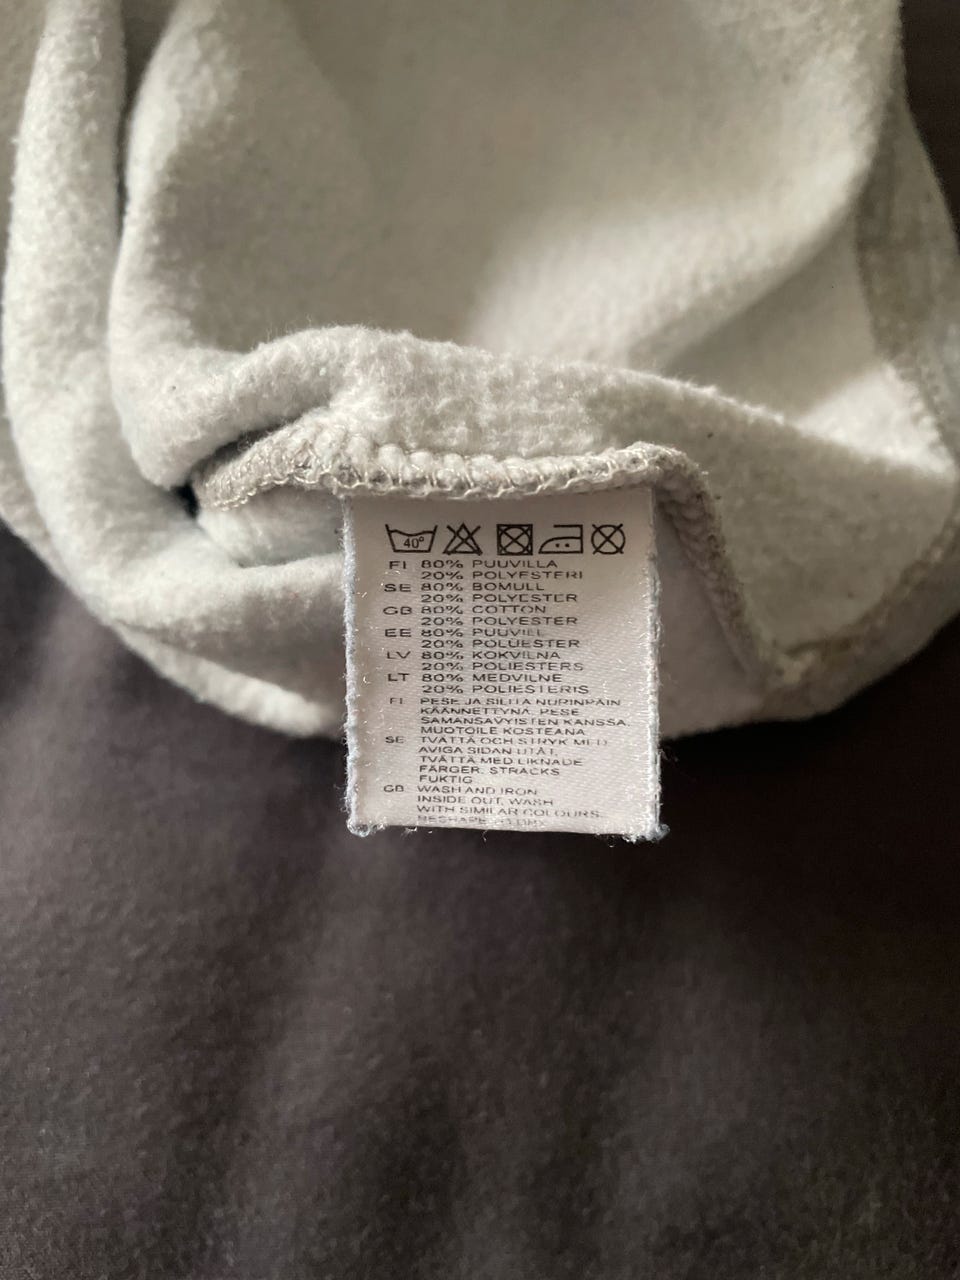 40°
FI 80% PUUVILLA
20% POLYESTERI
SE 80% BOMULL
20% POLYESTER
GB 80% COTTON
20% POLYESTER
EE 80% PUUVILL
20% POLÜESTER
LV 80% KOKVILNA
20% POLIESTERS
LT 80% MEDVILNE
20% POLIESTERIS
FI PESE JA SILITÄ NURINPÄIN
KÄÄNNETTYNÄ. PESE
SAMANSÄVYISTEN KANSSA.
MUOTOILE KOSTEANA
SE TVÄTTA OCH STRYK MED
AVIGA SIDAN UTÅT.
TVÄTTA MED LIKNADE
FÄRGER. STRÄCKS
FUKTIG
GB WASH AND IRON
INSIDE OUT, WASH
WITH SIMILAR COLOURS.
RESHAPE